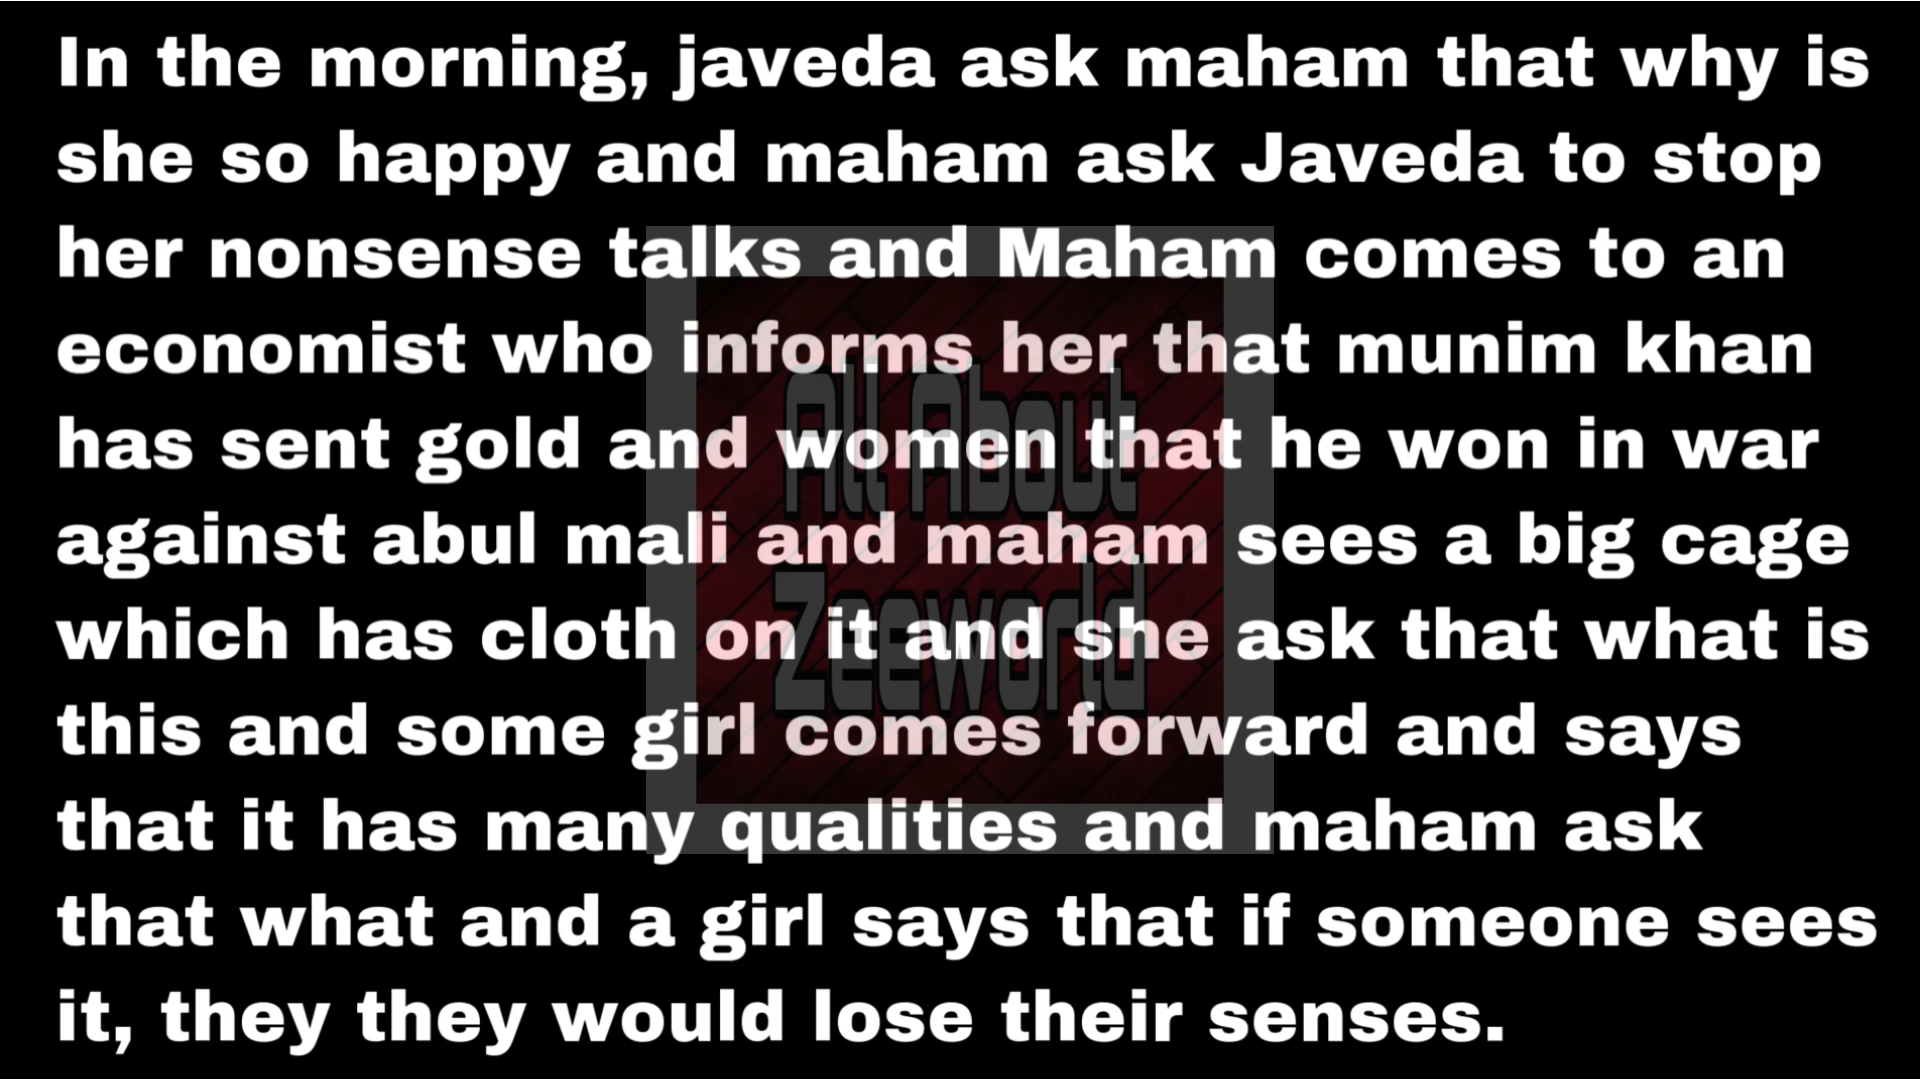 In the morning, javeda ask maham that why is
she so happy and maham ask Javeda to stop
her nonsense talks and Maham comes to an
economist who informs her that munim khan
has sent gold and women that he won in war
against abul mali and maham sees a big cage
which has cloth on it and she ask that what is
this and some girl comes forward and says
that it has many qualities and maham ask
that what and a girl says that if someone sees
it, they they would lose their senses.
All About
Zeeworld